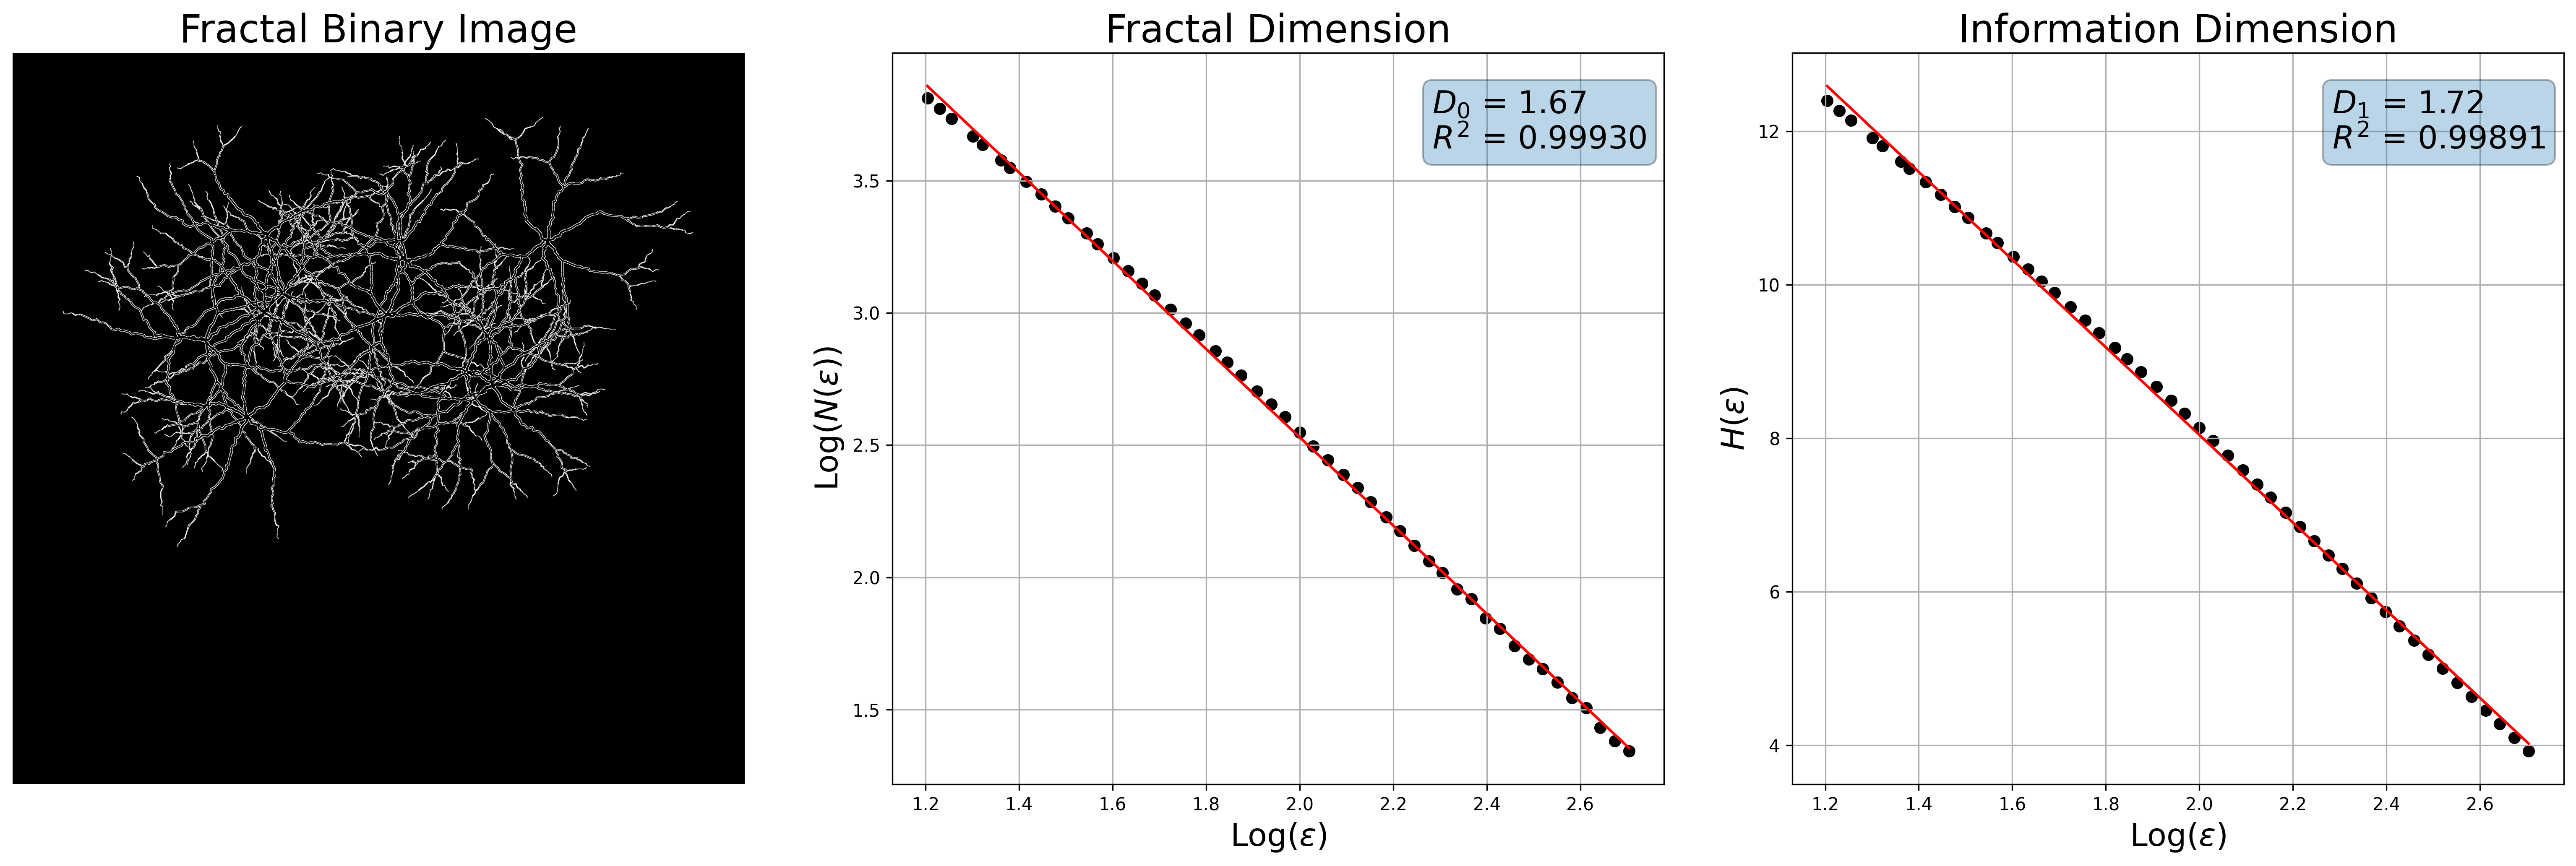 Fractal Binary Image
Fractal Dimension
D₀ = 1.67
R² = 0.99930
3.5
3.0
2.5
2.0
1.5
Log(N(ε))
1.2 1.4 1.6 1.8 2.0 2.2 2.4 2.6
Log(ε)
Information Dimension
D₁ = 1.72
R² = 0.99891
12
10
8
6
4
H(ε)
1.2 1.4 1.6 1.8 2.0 2.2 2.4 2.6
Log(ε)